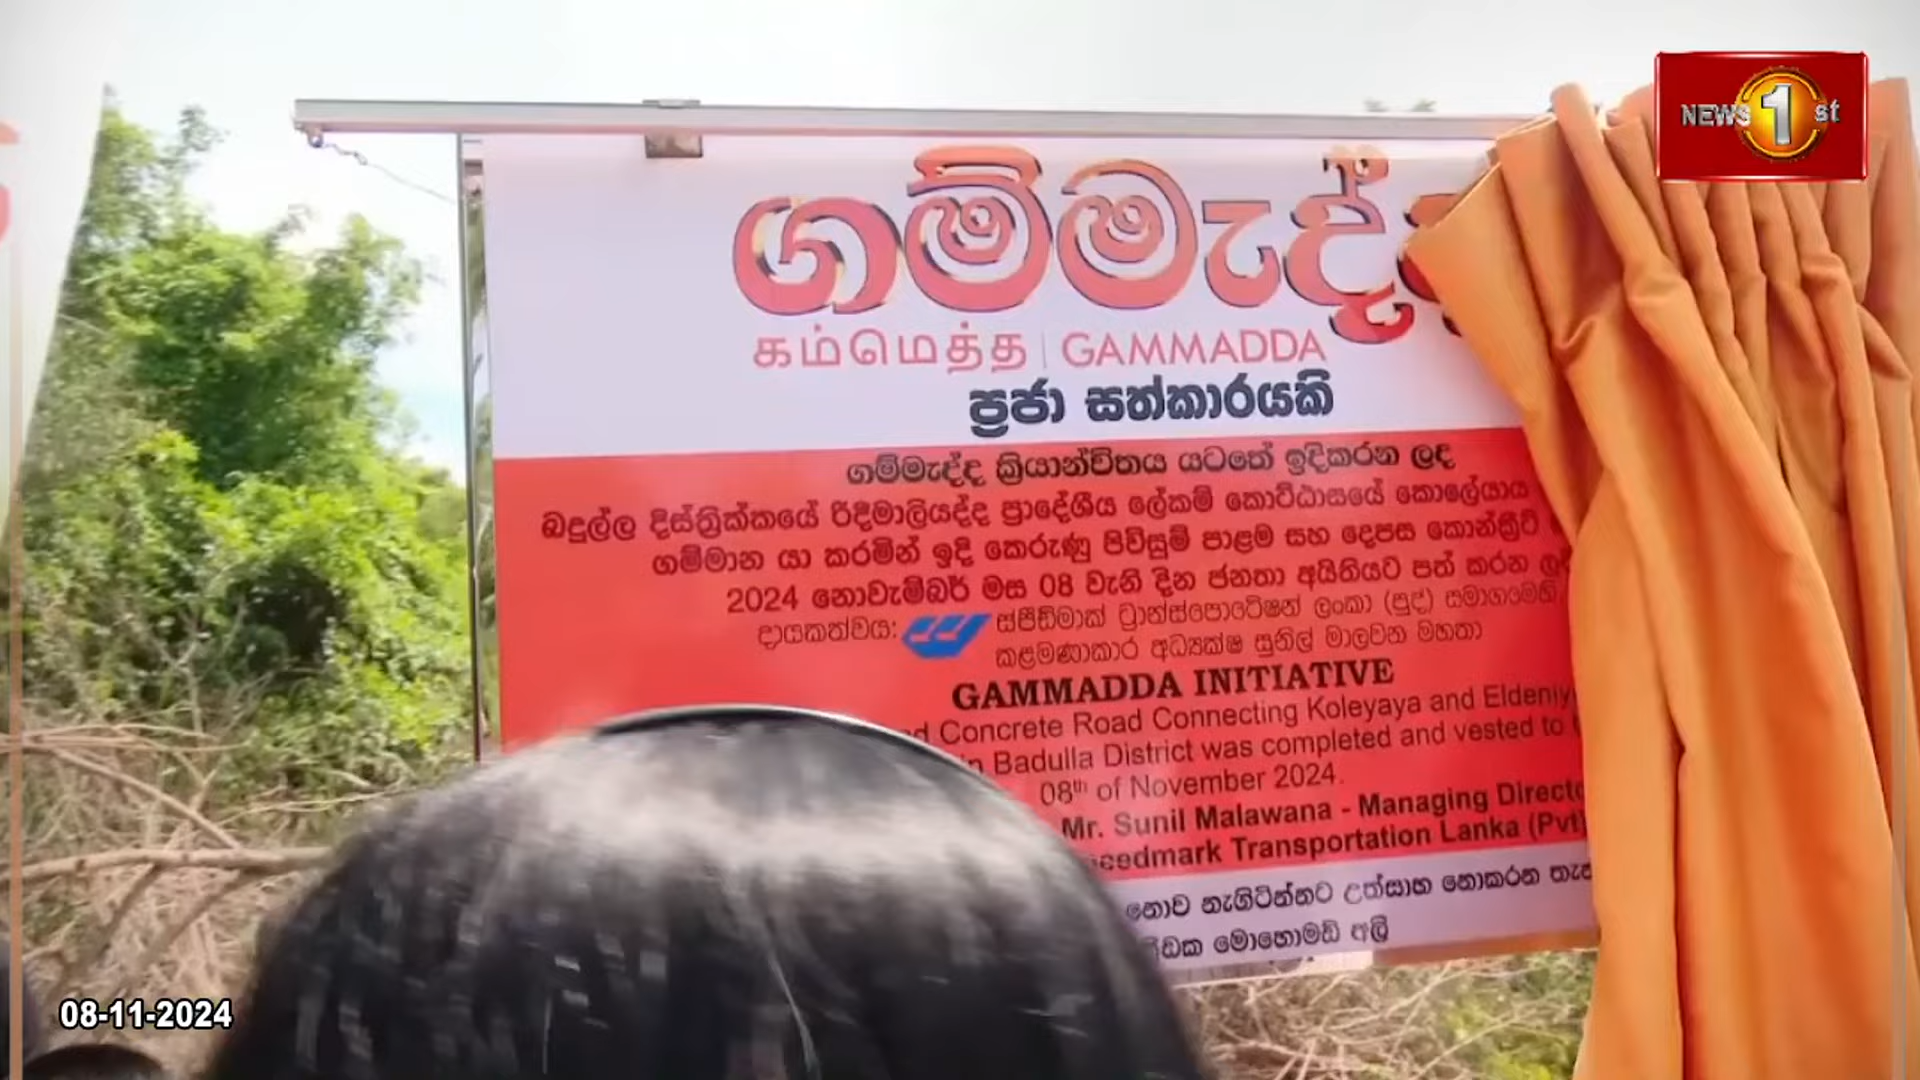 NEWS 1st
ගම්මැද්
கம்மெத்த | GAMMADDA
ප්‍රජා සත්කාරයකි
ගම්මැද්ද ක්‍රියාන්විතය යටතේ ඉදිකරන ලද
බදුල්ල දිස්ත්‍රික්කයේ රිදීමාලියද්ද ප්‍රාදේශීය ලේකම් කොට්ඨාසයේ කොලේයාය
ගම්මාන යා කරමින් ඉදි කෙරුණු පිවිසුම් පාළම සහ දෙපස කොන්ක්‍රීට්
2024 නොවැම්බර් මස 08 වැනි දින ජනතා අයිතියට පත් කරන
දායකත්වය: ස්පීඩ්මාක් ට්‍රාන්ස්පොටේෂන් ලංකා (පුද්) සමාගමෙහි
කළමණාකාර අධ්‍යක්ෂ සුනිල් මාලවන මහතා
GAMMADDA INITIATIVE
Concrete Road Connecting Koleyaya and Eldeniy
Badulla District was completed and vested to
08th of November 2024.
Mr. Sunil Malawana - Managing Direct
eedmark Transportation Lanka (Pvt)
නොව නැගිටින්නට උත්සාහ නොකරන
මොහොමඩ් අලි
08-11-2024